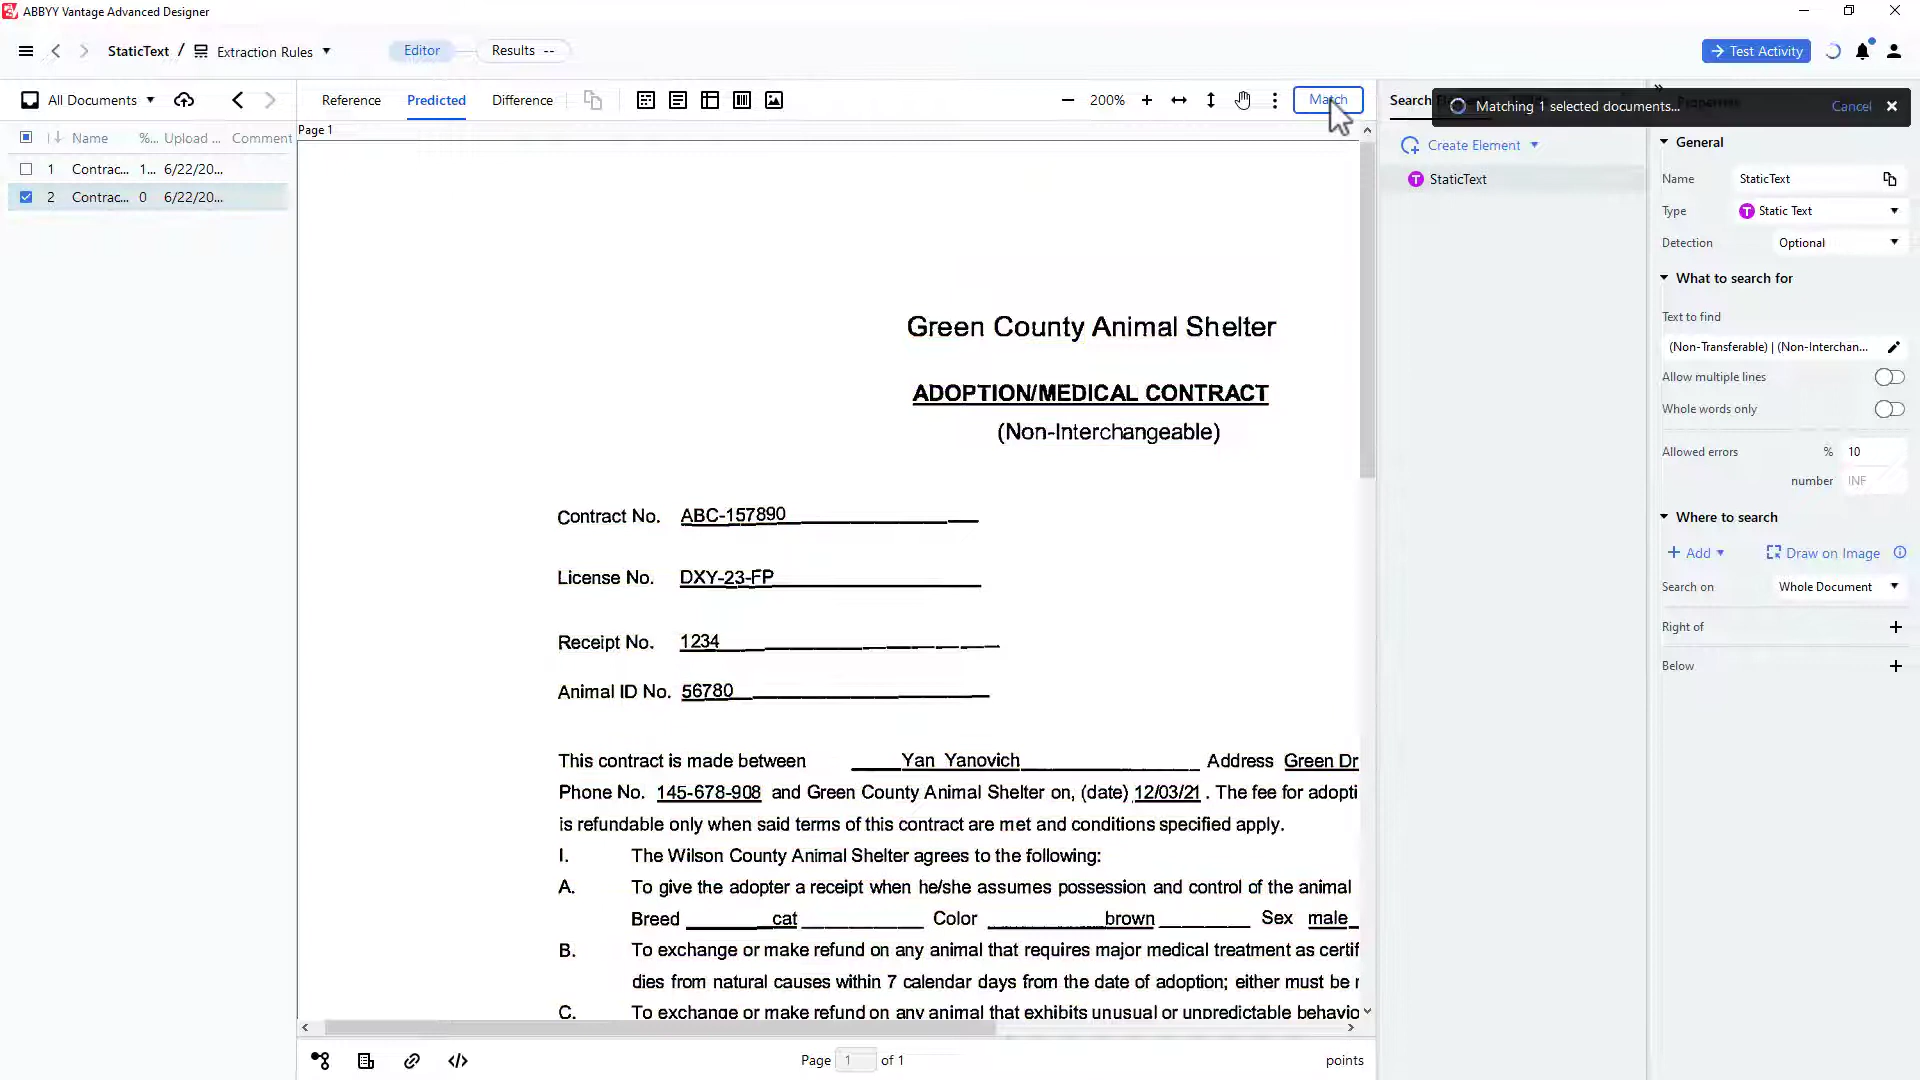 ABBYY Vantage Advanced Designer
StaticText / Extraction Rules
Editor
Results --
Test Activity
All Documents
Reference
Predicted
Difference
200%
Match
Search
Matching 1 selected documents...
Cancel
Name %... Upload ... Comment
1 Contrac... 1... 6/22/20...
2 Contrac... 0 6/22/20...
Page 1
Green County Animal Shelter
ADOPTION/MEDICAL CONTRACT
(Non-Interchangeable)
Contract No. ABC-157890
License No. DXY-23-FP
Receipt No. 1234
Animal ID No. 56780
This contract is made between Yan Yanovich Address Green Dr
Phone No. 145-678-908 and Green County Animal Shelter on, (date) 12/03/21 . The fee for adopti
is refundable only when said terms of this contract are met and conditions specified apply.
I. The Wilson County Animal Shelter agrees to the following:
A. To give the adopter a receipt when he/she assumes possession and control of the animal
Breed cat Color brown Sex male
B. To exchange or make refund on any animal that requires major medical treatment as certif
dies from natural causes within 7 calendar days from the date of adoption; either must be r
C. To exchange or make refund on any animal that exhibits unusual or unpredictable behavio
Page 1 of 1
points
Create Element
StaticText
General
Name StaticText
Type Static Text
Detection Optional
What to search for
Text to find
(Non-Transferable) | (Non-Interchan...
Allow multiple lines
Whole words only
Allowed errors % 10
number INF
Where to search
+ Add
Draw on Image
Search on Whole Document
Right of
Below